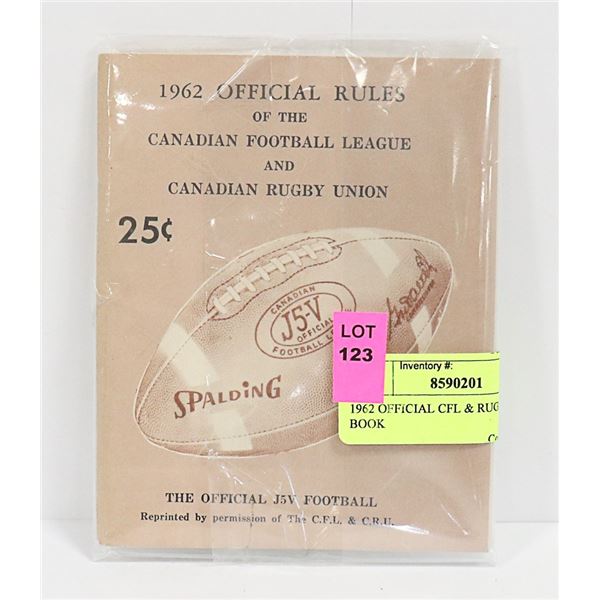 1962 OFFICIAL RULES
OF THE
CANADIAN FOOTBALL LEAGUE
AND
CANADIAN RUGBY UNION
25¢
CANADIAN
J5-V
OFFICIAL
FOOTBALL
SPALDING
LOT
123
Inventory #:
8590201
1962 OFFICIAL CFL & RUG
BOOK
THE OFFICIAL J5V FOOTBALL
Reprinted by permission of The C.F.L. & C.R.U.